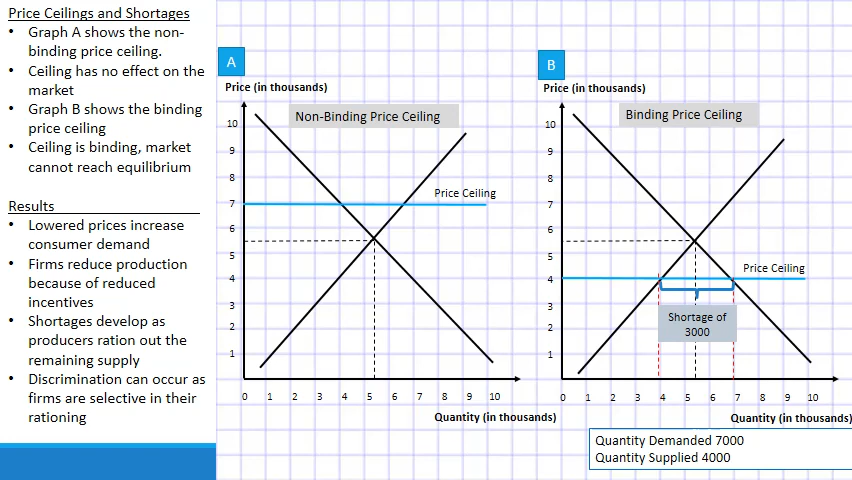 Price Ceilings and Shortages
• Graph A shows the non-
binding price ceiling.
• Ceiling has no effect on the
market
• Graph B shows the binding
price ceiling
• Ceiling is binding, market
cannot reach equilibrium
Results
• Lowered prices increase
consumer demand
• Firms reduce production
because of reduced
incentives
• Shortages develop as
producers ration out the
remaining supply
• Discrimination can occur as
firms are selective in their
rationing
A
Price (in thousands)
Non-Binding Price Ceiling
10
9
8
7
6
5
4
3
2
1
Price Ceiling
0 1 2 3 4 5 6 7 8 9 10
Quantity (in thousands)
B
Price (in thousands)
Binding Price Ceiling
10
9
8
7
6
5
4
3
2
1
Price Ceiling
Shortage of
3000
0 1 2 3 4 5 6 7 8 9 10
Quantity (in thousands)
Quantity Demanded 7000
Quantity Supplied 4000